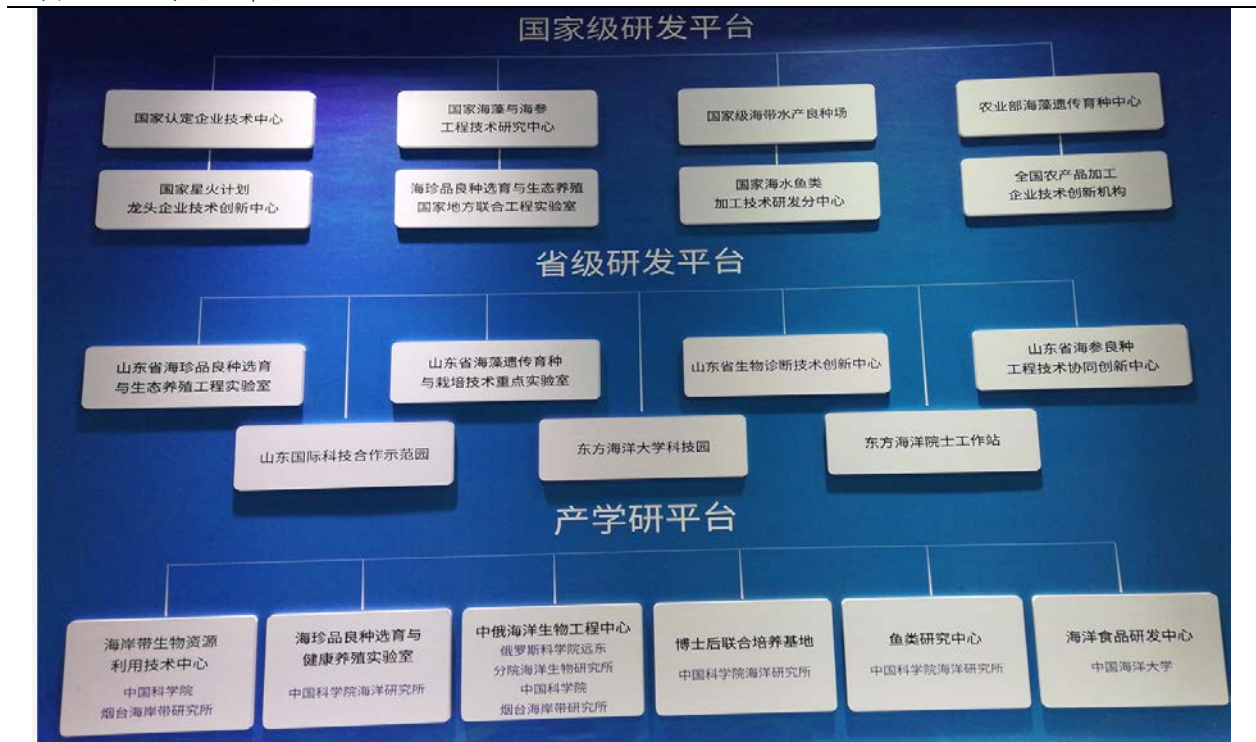 国家级研发平台
国家认定企业技术中心
国家海藻与海参
工程技术研究中心
国家级海带水产良种场
农业部海藻遗传育种中心
国家星火计划
龙头企业技术创新中心
海珍品良种选育与生态养殖
国家地方联合工程实验室
国家海水鱼类
加工技术研发分中心
全国农产品加工
企业技术创新机构
省级研发平台
山东省海珍品良种选育
与生态养殖工程实验室
山东省海藻遗传育种
与栽培技术重点实验室
山东省生物诊断技术创新中心
山东省海参良种
工程技术协同创新中心
山东国际科技合作示范园
东方海洋大学科技园
东方海洋院士工作站
产学研平台
海岸带生物资源
利用技术中心
中国科学院
烟台海岸带研究所
海珍品良种选育与
健康养殖实验室
中国科学院海洋研究所
中俄海洋生物工程中心
俄罗斯科学院远东
分院海洋生物研究所
中国科学院
烟台海岸带研究所
博士后联合培养基地
中国科学院海洋研究所
鱼类研究中心
中国科学院海洋研究所
海洋食品研发中心
中国海洋大学